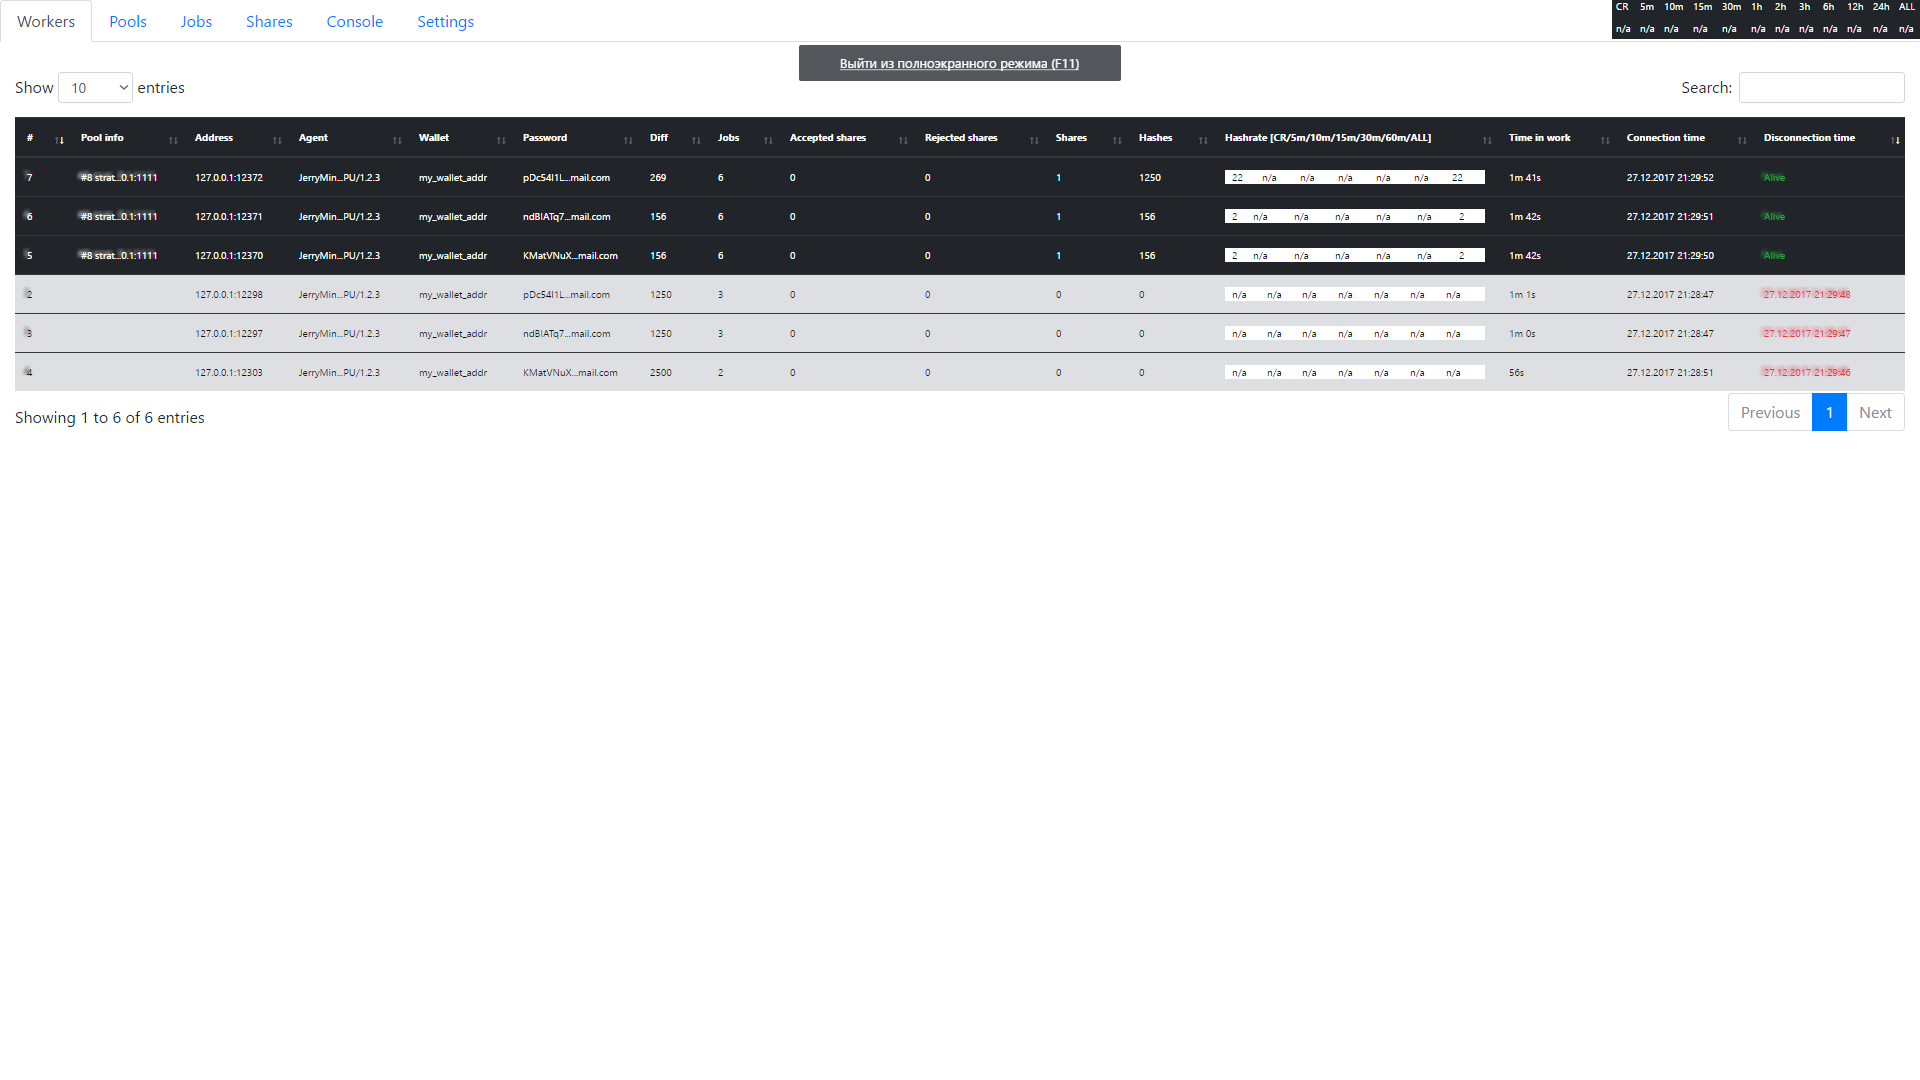 Workers Pools Jobs Shares Console Settings
CR 5m 10m 15m 30m 1h 2h 3h 6h 12h 24h ALL
n/a n/a n/a n/a n/a n/a n/a n/a n/a n/a n/a n/a
Выйти из полноэкранного режима (F11)
Show 10 entries Search:
# Pool info Address Agent Wallet Password Diff Jobs Accepted shares Rejected shares Shares Hashes Hashrate [CR/5m/10m/15m/30m/60m/ALL] Time in work Connection time Disconnection time
7 #8 strat...0.1:1111 127.0.0.1:12372 JerryMin...PU/1.2.3 my_wallet_addr pDc54I1L...mail.com 269 6 0 0 1 1250 22 n/a n/a n/a n/a n/a 22 1m 41s 27.12.2017 21:29:52 Alive
6 #8 strat...0.1:1111 127.0.0.1:12371 JerryMin...PU/1.2.3 my_wallet_addr ndBIATq7...mail.com 156 6 0 0 1 156 2 n/a n/a n/a n/a n/a 2 1m 42s 27.12.2017 21:29:51 Alive
5 #8 strat...0.1:1111 127.0.0.1:12370 JerryMin...PU/1.2.3 my_wallet_addr KMatVNuX...mail.com 156 6 0 0 1 156 2 n/a n/a n/a n/a n/a 2 1m 42s 27.12.2017 21:29:50 Alive
2 127.0.0.1:12298 JerryMin...PU/1.2.3 my_wallet_addr pDc54I1L...mail.com 1250 3 0 0 0 0 n/a n/a n/a n/a n/a n/a n/a 1m 1s 27.12.2017 21:28:47 27.12.2017 21:29:48
3 127.0.0.1:12297 JerryMin...PU/1.2.3 my_wallet_addr ndBIATq7...mail.com 1250 3 0 0 0 0 n/a n/a n/a n/a n/a n/a n/a 1m 0s 27.12.2017 21:28:47 27.12.2017 21:29:47
4 127.0.0.1:12303 JerryMin...PU/1.2.3 my_wallet_addr KMatVNuX...mail.com 2500 2 0 0 0 0 n/a n/a n/a n/a n/a n/a n/a 56s 27.12.2017 21:28:51 27.12.2017 21:29:46
Showing 1 to 6 of 6 entries Previous 1 Next